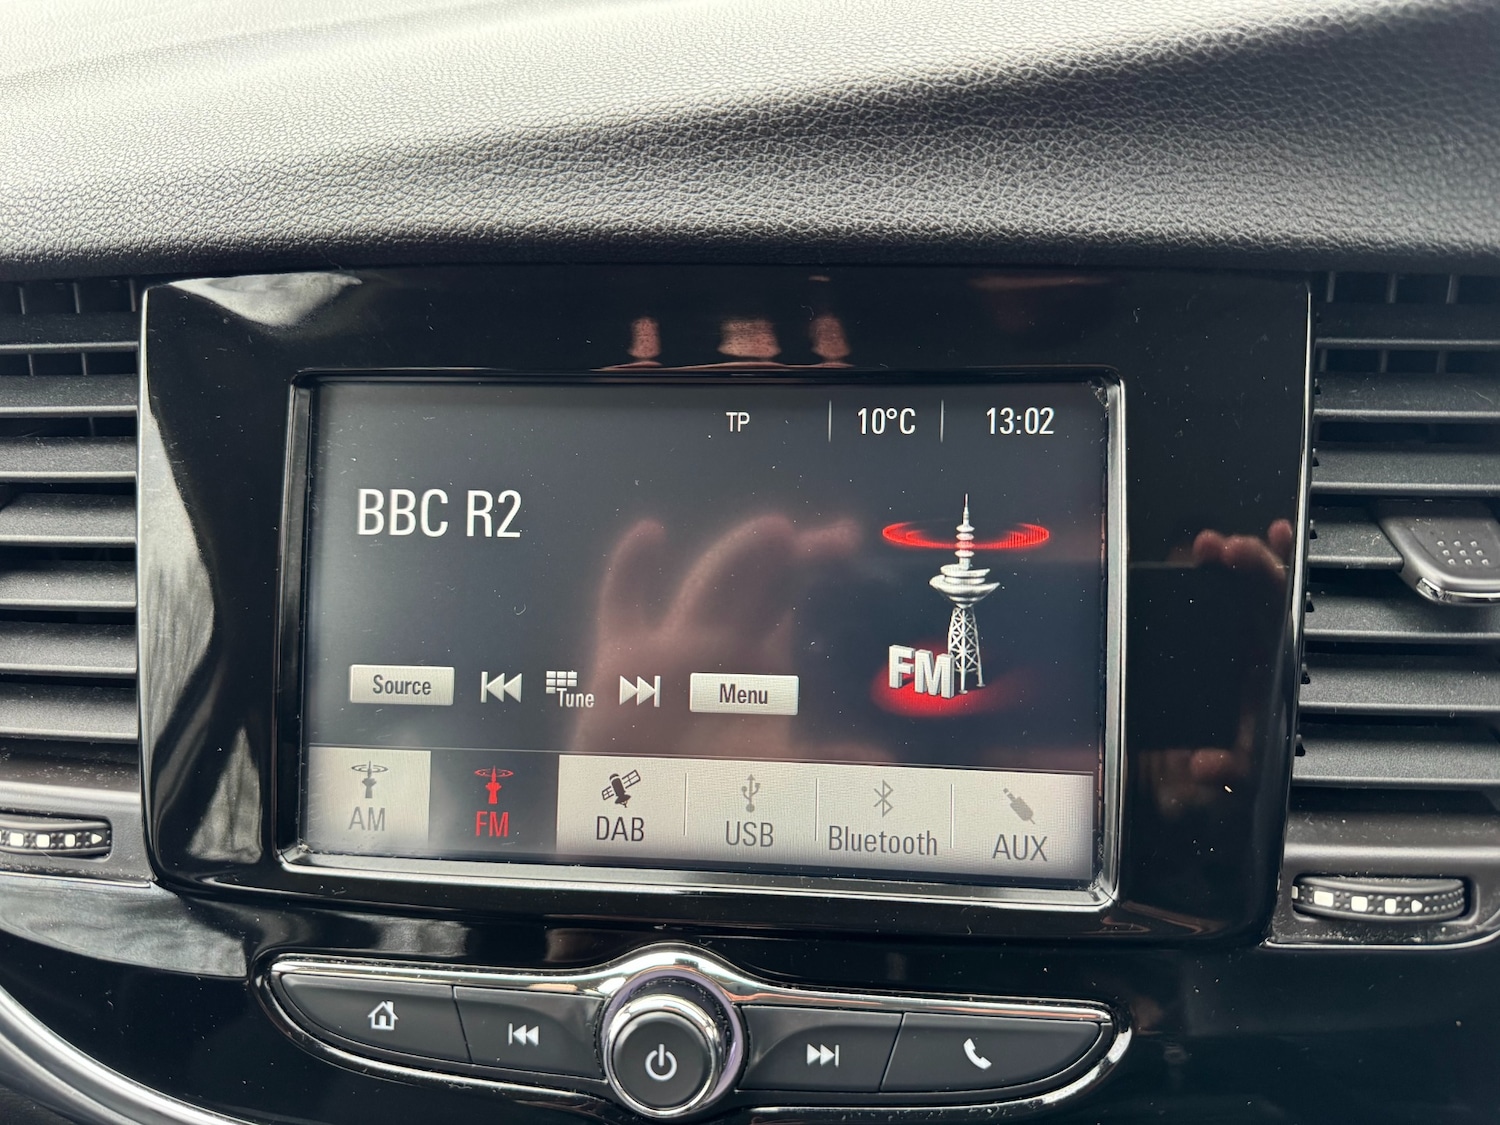 TP 10°C 13:02
BBC R2
Source Tune Menu
FM
AM FM DAB USB Bluetooth AUX